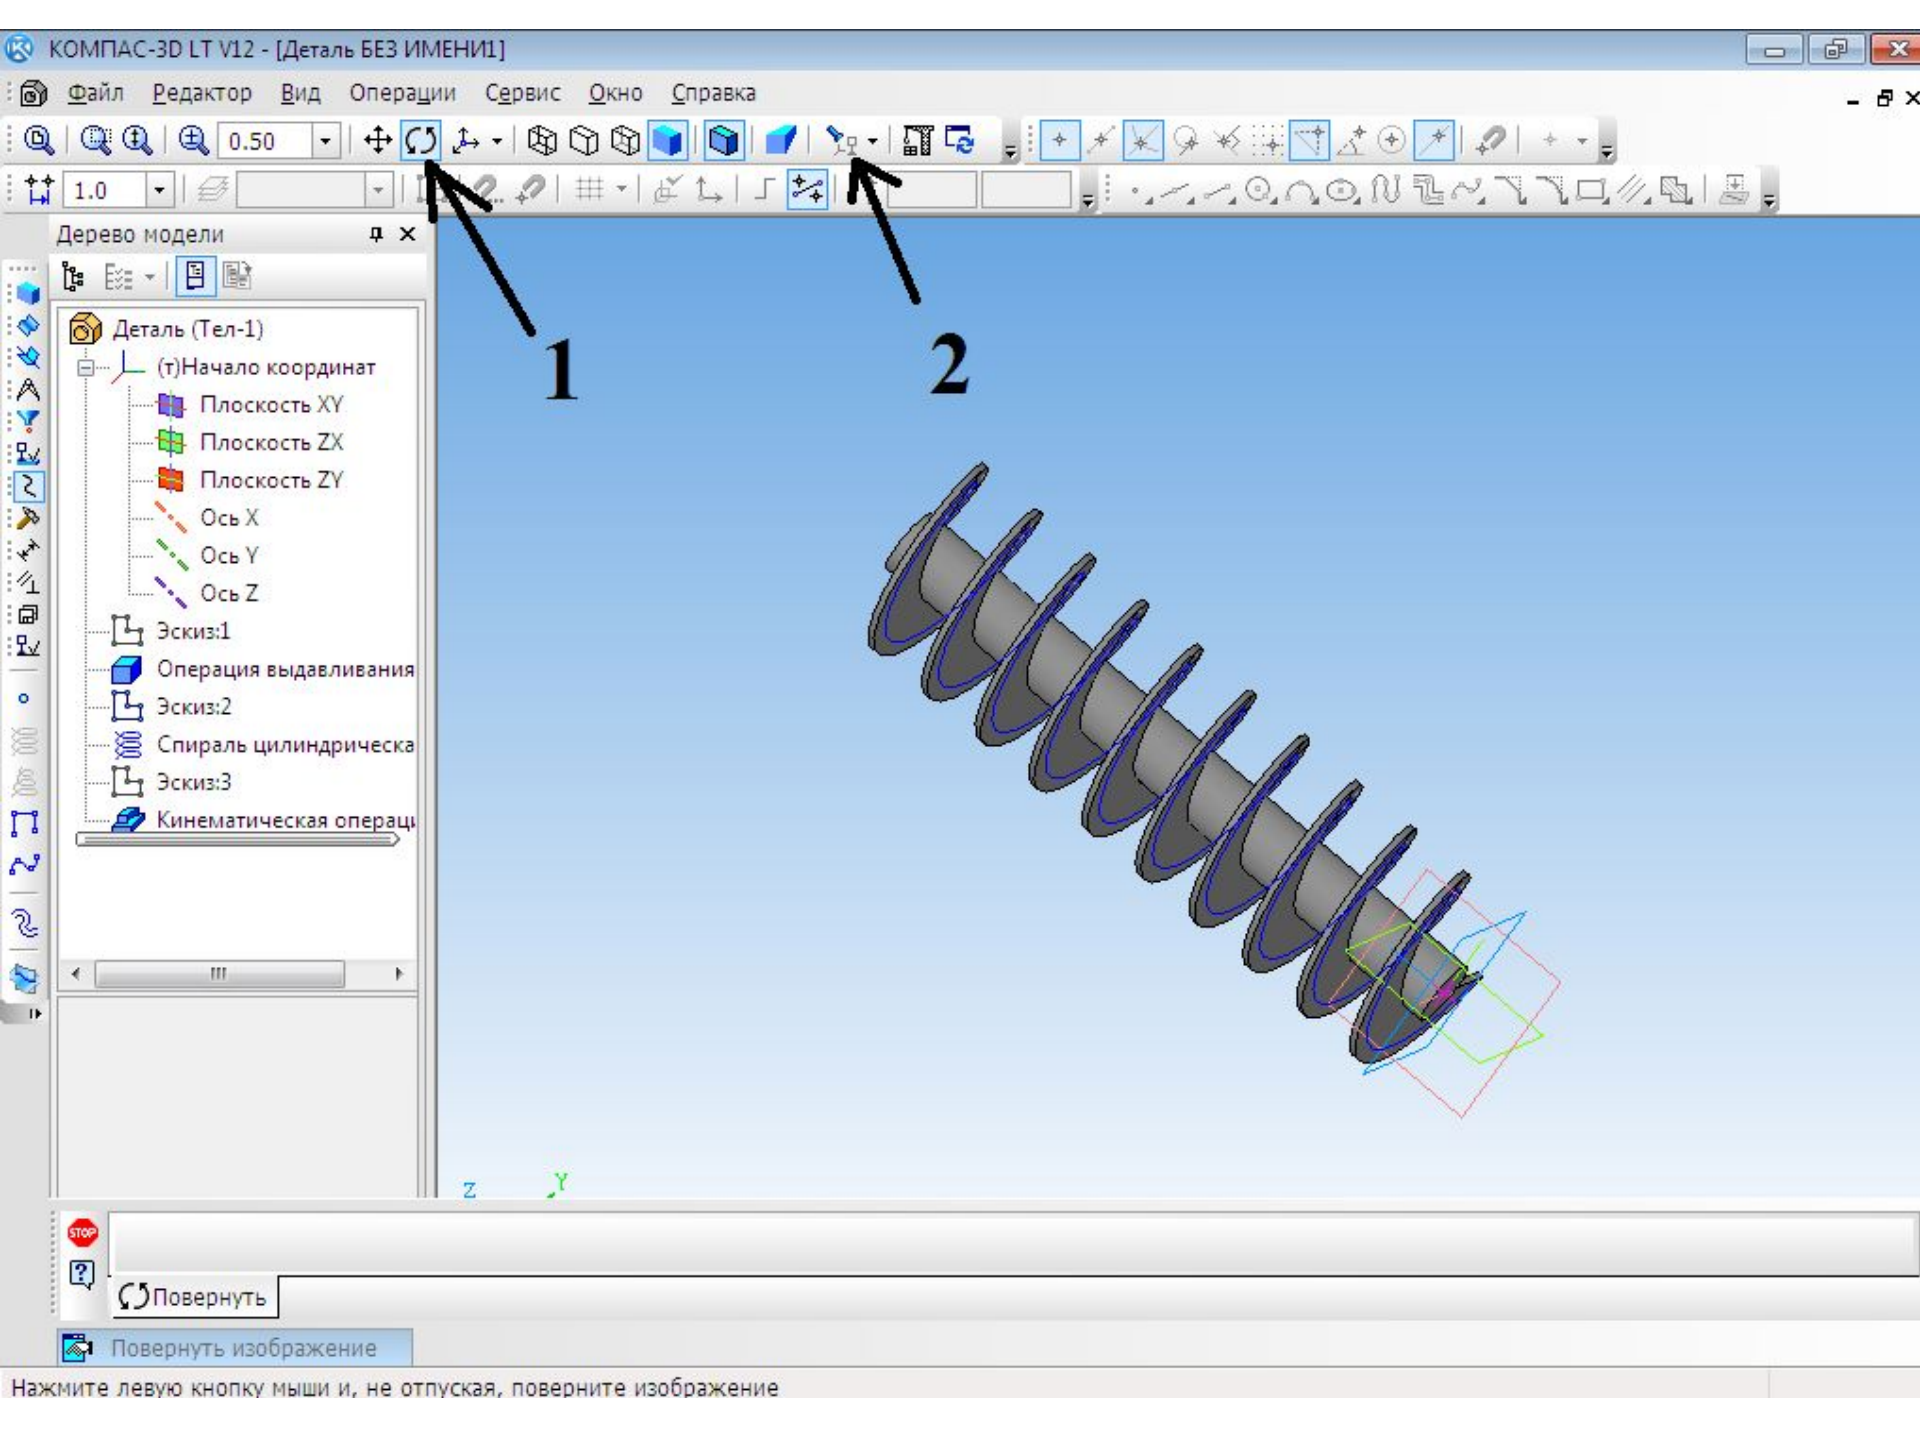 КОМПАС-3D LT V12 - [Деталь БЕЗ ИМЕНИ1]
Файл Редактор Вид Операции Сервис Окно Справка
0.50
1.0
Дерево модели
Деталь (Тел-1)
(т)Начало координат
Плоскость XY
Плоскость ZX
Плоскость ZY
Ось X
Ось Y
Ось Z
Эскиз:1
Операция выдавливания
Эскиз:2
Спираль цилиндрическа
Эскиз:3
Кинематическая операци
1
2
Z Y
STOP
Повернуть
Повернуть изображение
Нажмите левую кнопку мыши и, не отпуская, поверните изображение